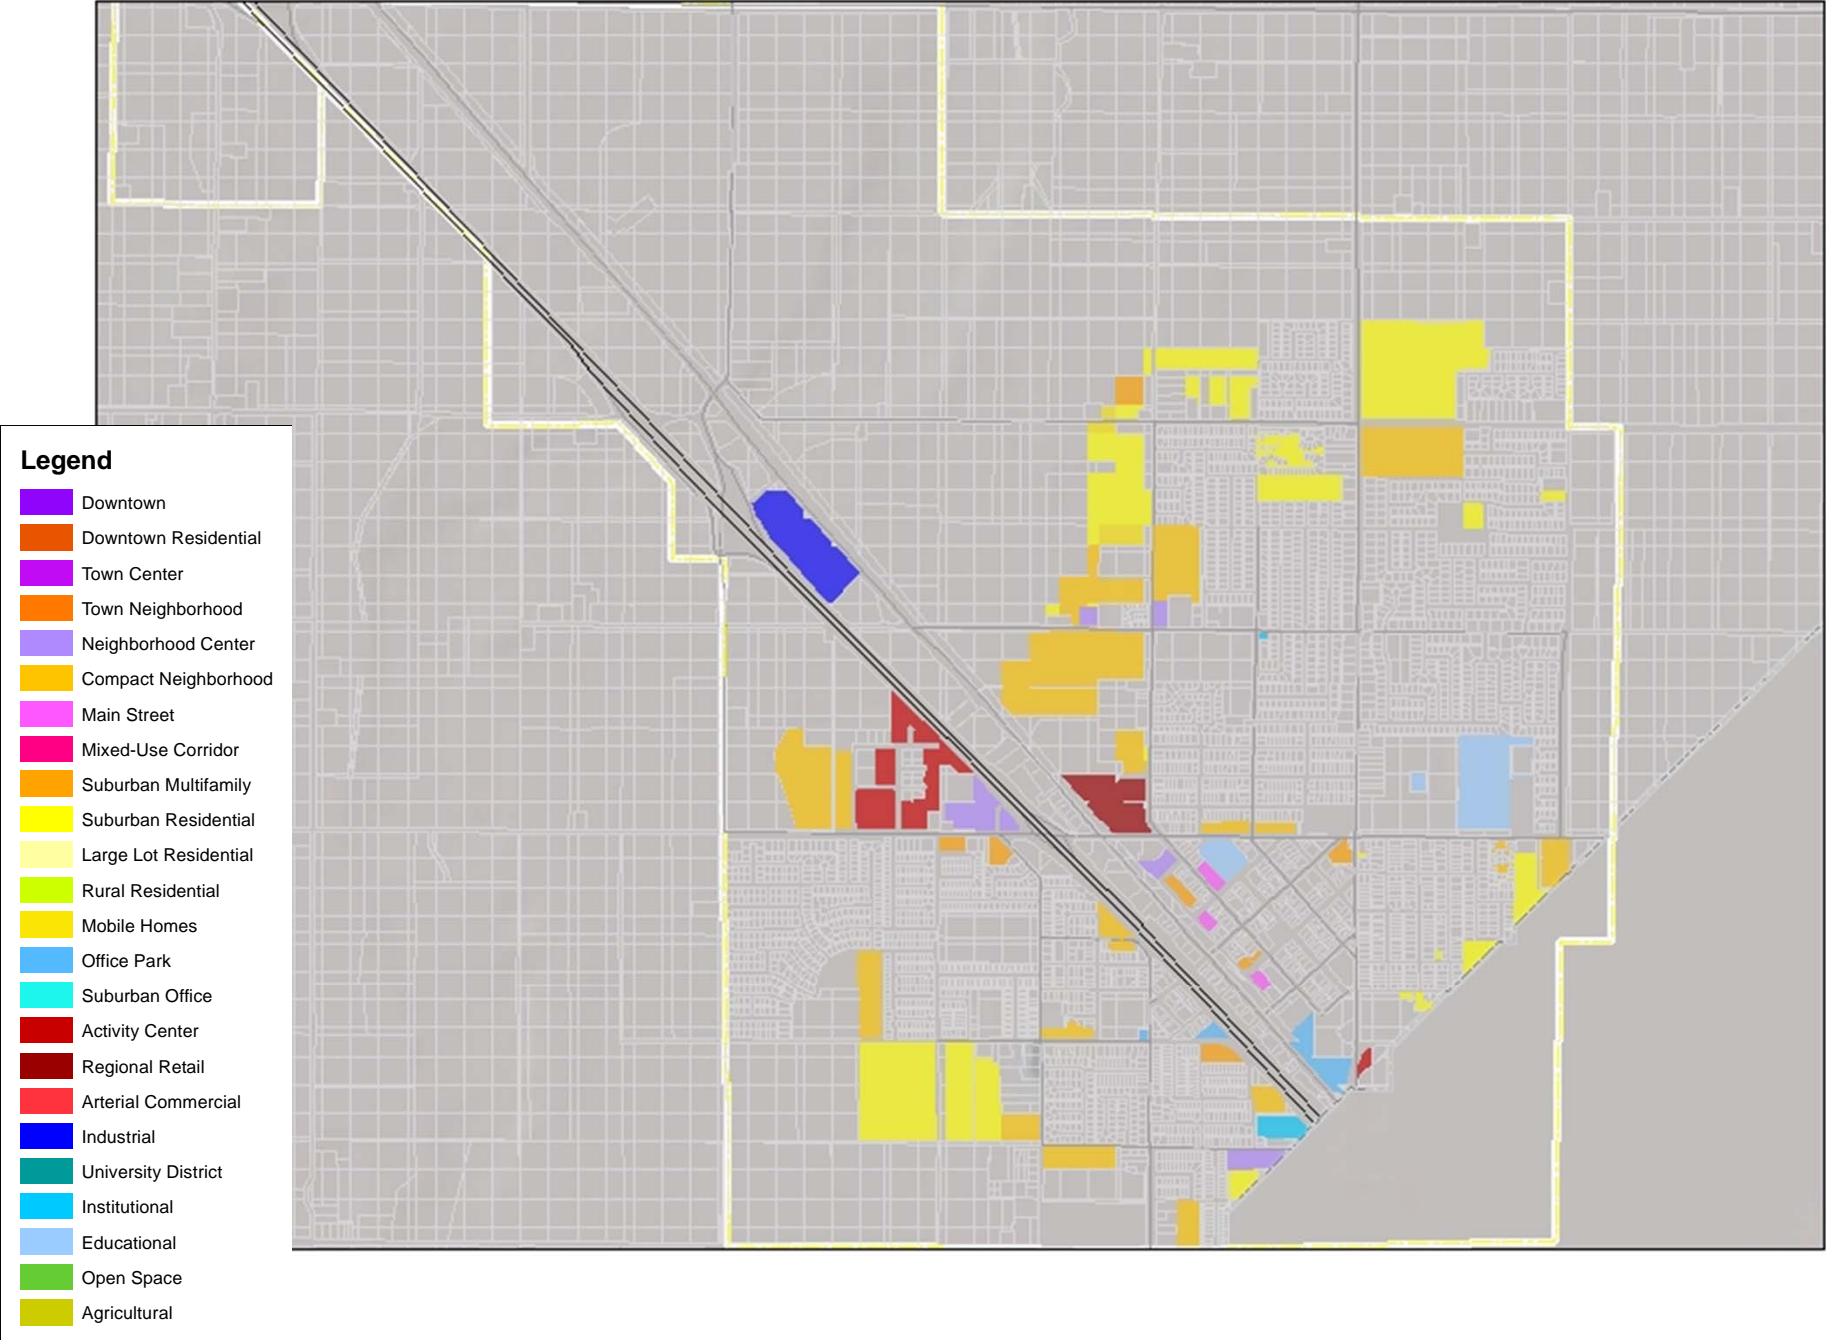 Legend
Downtown
Downtown Residential
Town Center
Town Neighborhood
Neighborhood Center
Compact Neighborhood
Main Street
Mixed-Use Corridor
Suburban Multifamily
Suburban Residential
Large Lot Residential
Rural Residential
Mobile Homes
Office Park
Suburban Office
Activity Center
Regional Retail
Arterial Commercial
Industrial
University District
Institutional
Educational
Open Space
Agricultural